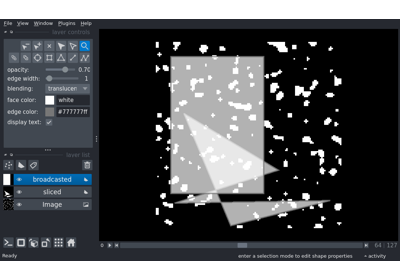 File View Window Plugins Help
layer controls
opacity: 0.70
edge width: 1
blending: translucen
face color: white
edge color: #777777ff
display text:
layer list
broadcasted
sliced
Image
0 64 127
Ready enter a selection mode to edit shape properties activity